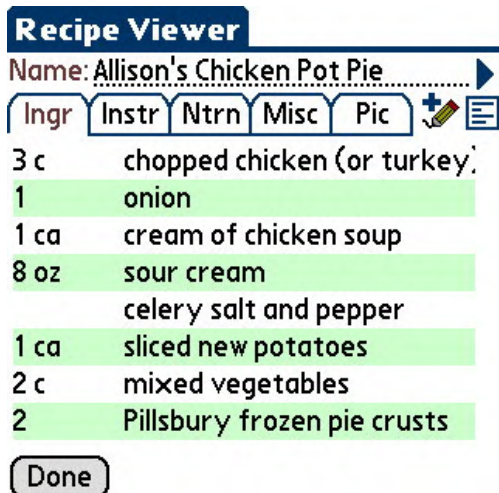 Recipe Viewer
Name: Allison's Chicken Pot Pie
Ingr Instr Ntrn Misc Pic
3 c chopped chicken (or turkey)
1 onion
1 ca cream of chicken soup
8 oz sour cream
celery salt and pepper
1 ca sliced new potatoes
2 c mixed vegetables
2 Pillsbury frozen pie crusts
Done